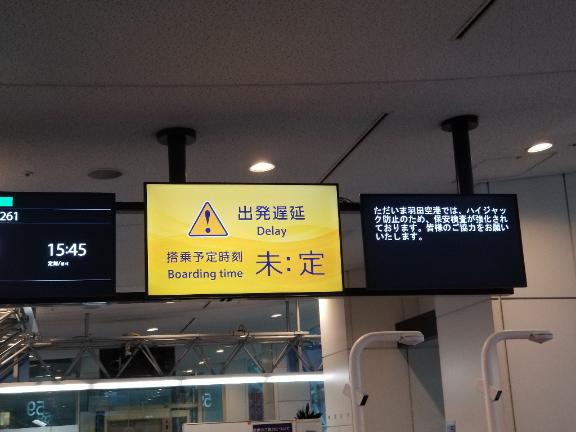 261
15:45
定刻
出発遅延
Delay
搭乗予定時刻
Boarding time
未:定
ただいま羽田空港では、ハイジャッ
ク防止のため、保安検査が強化され
ております。皆様のご協力をお願い
いたします。
59